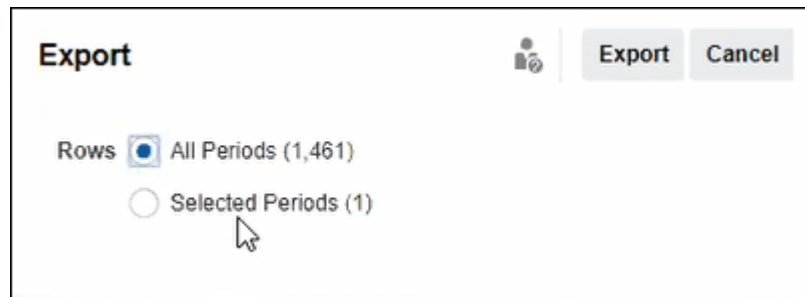 Export Export Cancel
Rows All Periods (1,461)
Selected Periods (1)